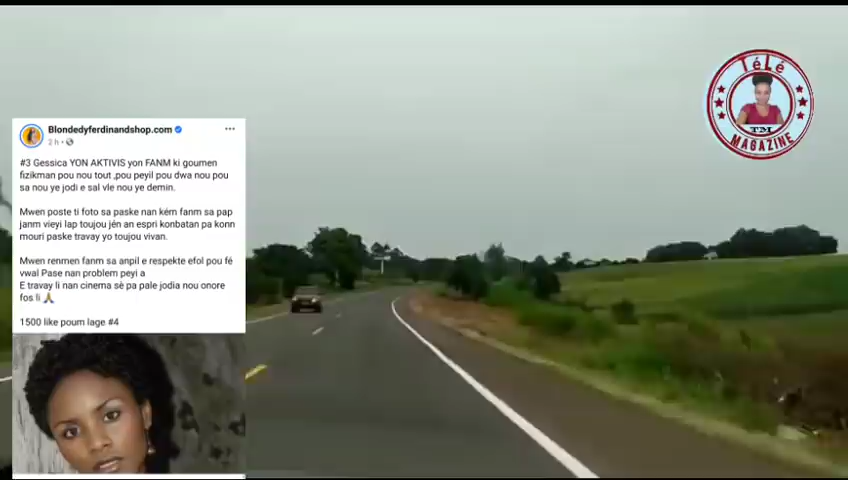 Blondedyferdinandshop.com
2 h
#3 Gessica YON AKTIVIS yon FANM ki goumen
fizikman pou nou tout ,pou peyil pou dwa nou pou
sa nou ye jodi e sal vle nou ye demin.
Mwen poste ti foto sa paske nan kérn fanm sa pap
janm vieyi lap toujou jén an espri konbatan pa konn
mouri paske travay yo toujou vivan.
Mwen renmen fanm sa anpil e respekte efol pou fé
vwal Pase nan problem peyi a
E travay li nan cinema sè pa pale jodia nou onore
fos li 🙏
1500 like poum lage #4
TéLé
TM
MAGAZINE